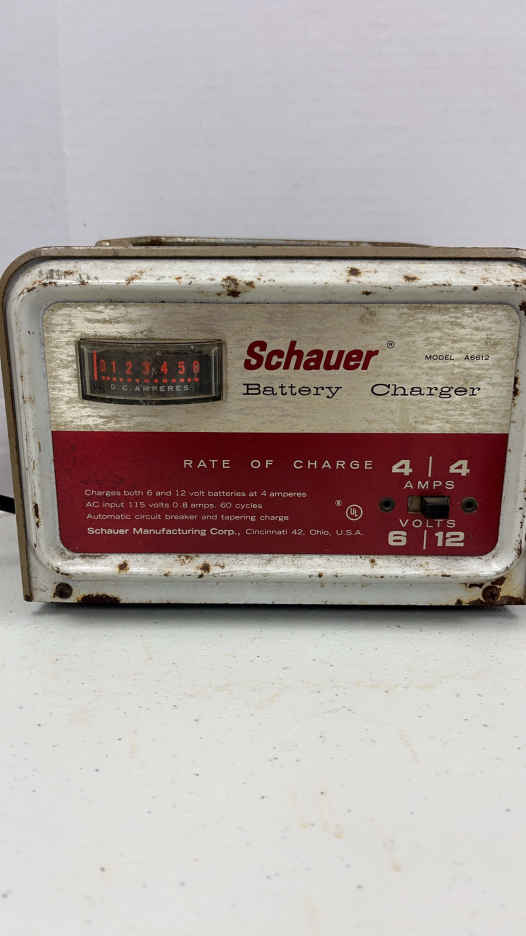 0 1 2 3 4 5 6
D.C. AMPERES
Schauer®
MODEL A6612
Battery Charger
RATE OF CHARGE 4 | 4
AMPS
Charges both 6 and 12 volt batteries at 4 amperes
AC input 115 volts 0.8 amps. 60 cycles
Automatic circuit breaker and tapering charge
Schauer Manufacturing Corp., Cincinnati 42, Ohio, U.S.A.
® UL
VOLTS
6 | 12